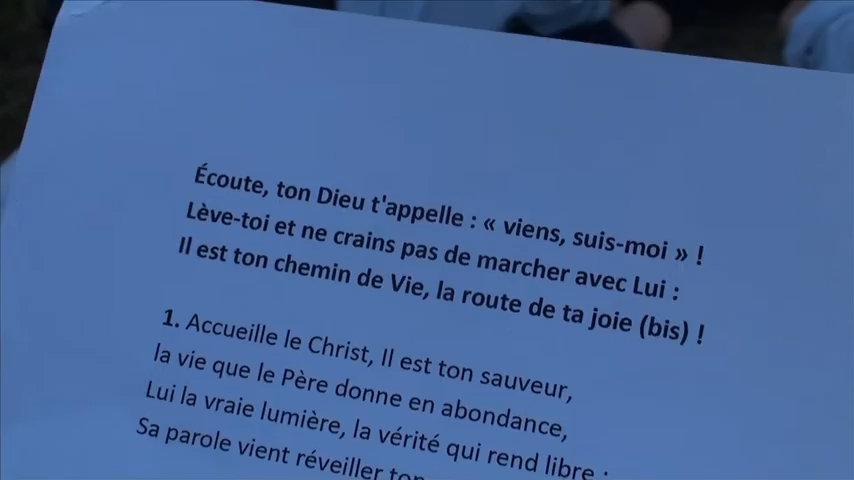 Écoute, ton Dieu t'appelle : « viens, suis-moi » !
Lève-toi et ne crains pas de marcher avec Lui :
Il est ton chemin de Vie, la route de ta joie (bis) !
1. Accueille le Christ, Il est ton sauveur,
la vie que le Père donne en abondance,
Lui la vraie lumière, la vérité qui rend libre :
Sa parole vient réveiller ton